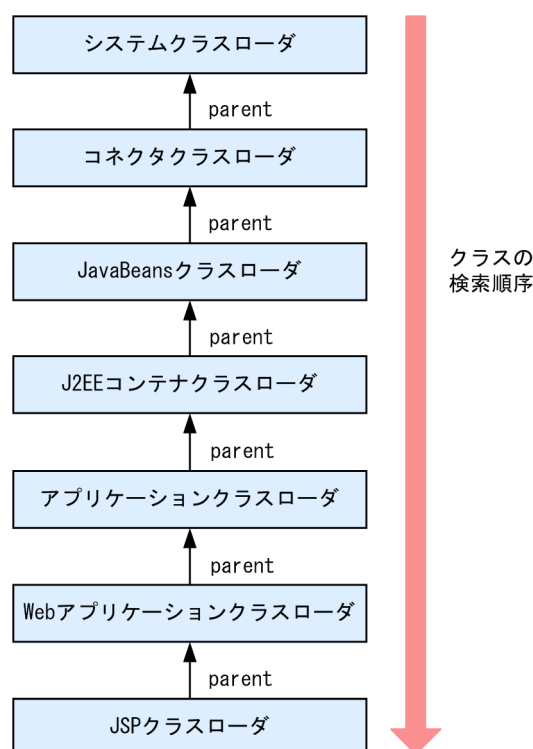 システムクラスローダ
parent
コネクタクラスローダ
parent
JavaBeansクラスローダ
parent
J2EEコンテナクラスローダ
parent
アプリケーションクラスローダ
parent
Webアプリケーションクラスローダ
parent
JSPクラスローダ
クラスの
検索順序